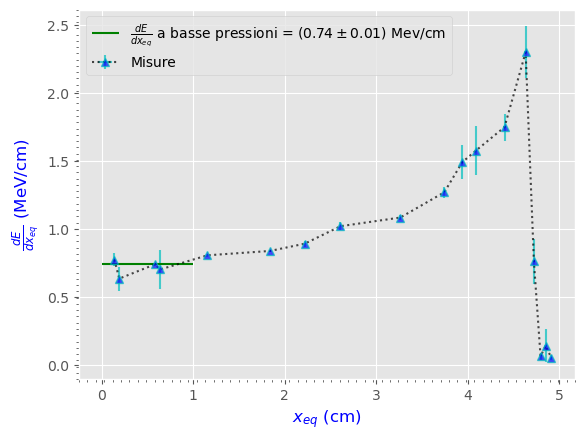 dE/dx_eq a basse pressioni = (0.74 ± 0.01) Mev/cm
Misure
dE/dx_eq (MeV/cm)
2.5
2.0
1.5
1.0
0.5
0.0
0 1 2 3 4 5
x_eq (cm)